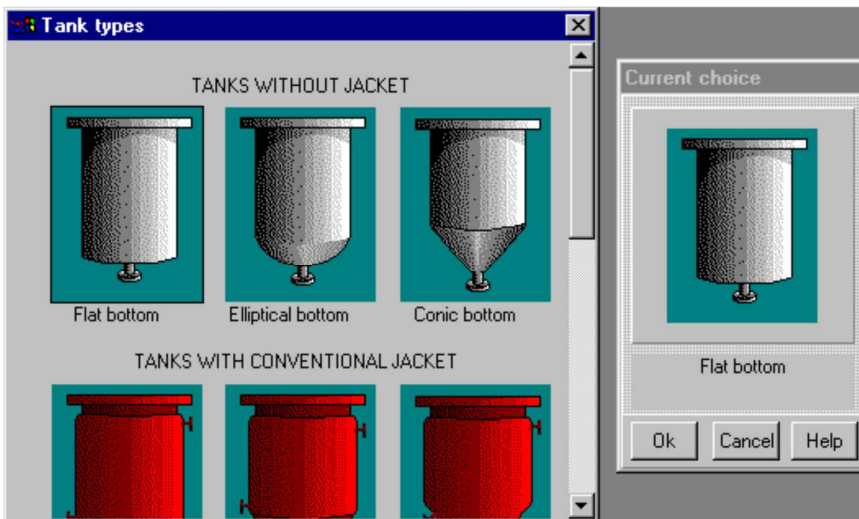 Tank types
TANKS WITHOUT JACKET
Flat bottom
Elliptical bottom
Conic bottom
TANKS WITH CONVENTIONAL JACKET
Current choice
Flat bottom
Ok
Cancel
Help